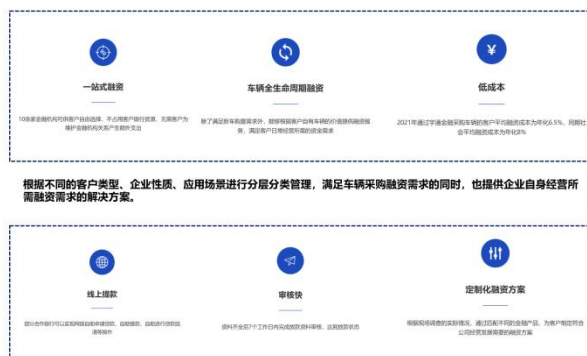 ¥
一站式融资
车辆全生命周期融资
低成本
10余家金融机构可供客户自由选择，不占用客户银行资源，无需客户为
维护金融机构关系产生额外支出
除了满足新车购置需求外，能够根据客户自有车辆的价值提供融资服
务，满足客户日常经营所需的资金需求
2021年通过宇通金融采购车辆的客户平均融资成本为年化6.5%，同期社
会平均融资成本为年化8%
根据不同的客户类型、企业性质、应用场景进行分层分类管理，满足车辆采购融资需求的同时，也提供企业自身经营所
需融资需求的解决方案。
线上提款
审核快
定制化融资方案
部分合作银行可以实现网银自助申请贷款、自助提款、自助进行贷款结
清等操作
资料齐全后7个工作日内完成放款资料审核，达到放款状态
根据现场调查的实际情况，通过匹配不同的金融产品，为客户制定符合
公司经营发展需要的融资方案